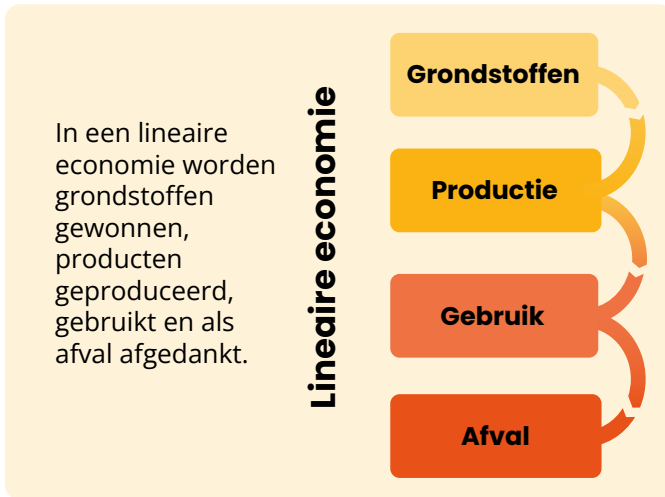 In een lineaire
economie worden
grondstoffen
gewonnen,
producten
geproduceerd,
gebruikt en als
afval afgedankt.
Lineaire economie
Grondstoffen
Productie
Gebruik
Afval